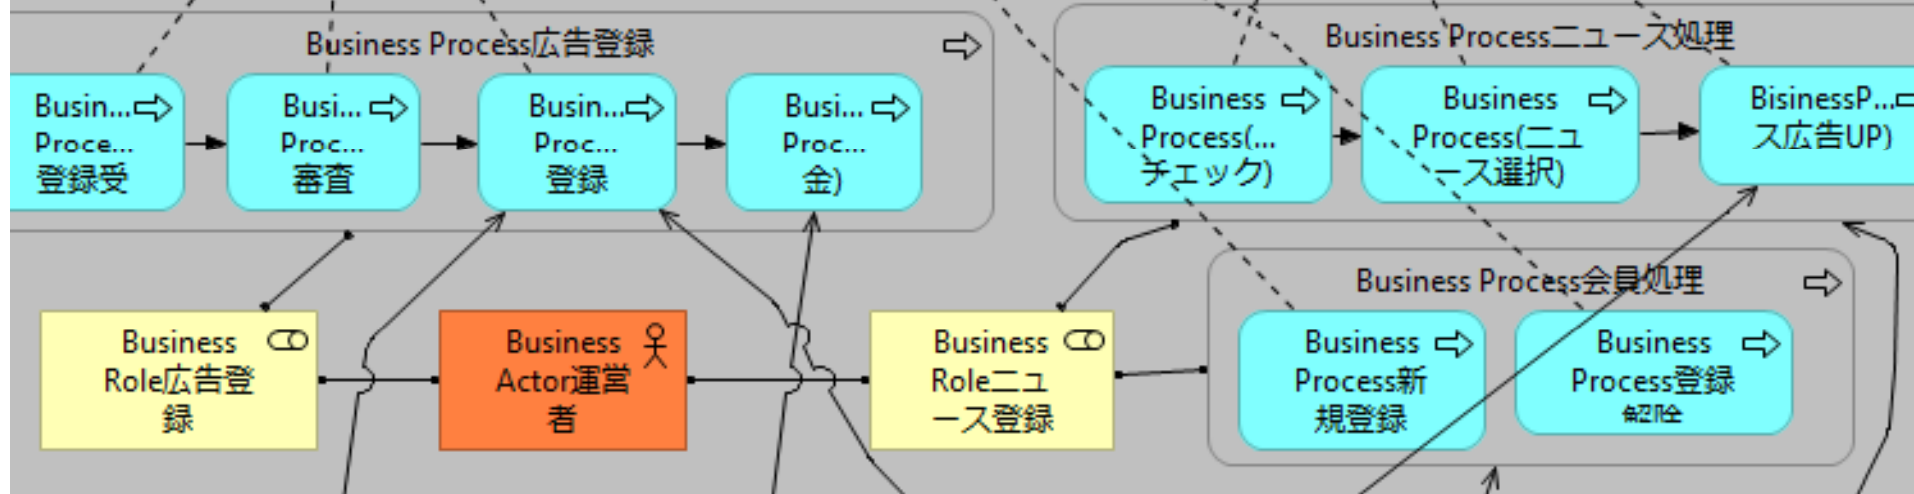 Business Process広告登録
Busin...
Proce...
登録受
Busi...
Proc...
審査
Busin...
Proc...
登録
Busi...
Proc...
金)
Business Processニュース処理
Business
Process(...
チェック)
Business
Process(ニュ
ース選択)
BisinessP...
ス広告UP)
Business
Role広告登
録
Business
Actor運営
者
Business
Roleニュ
ース登録
Business Process会員処理
Business
Process新
規登録
Business
Process登録
解除